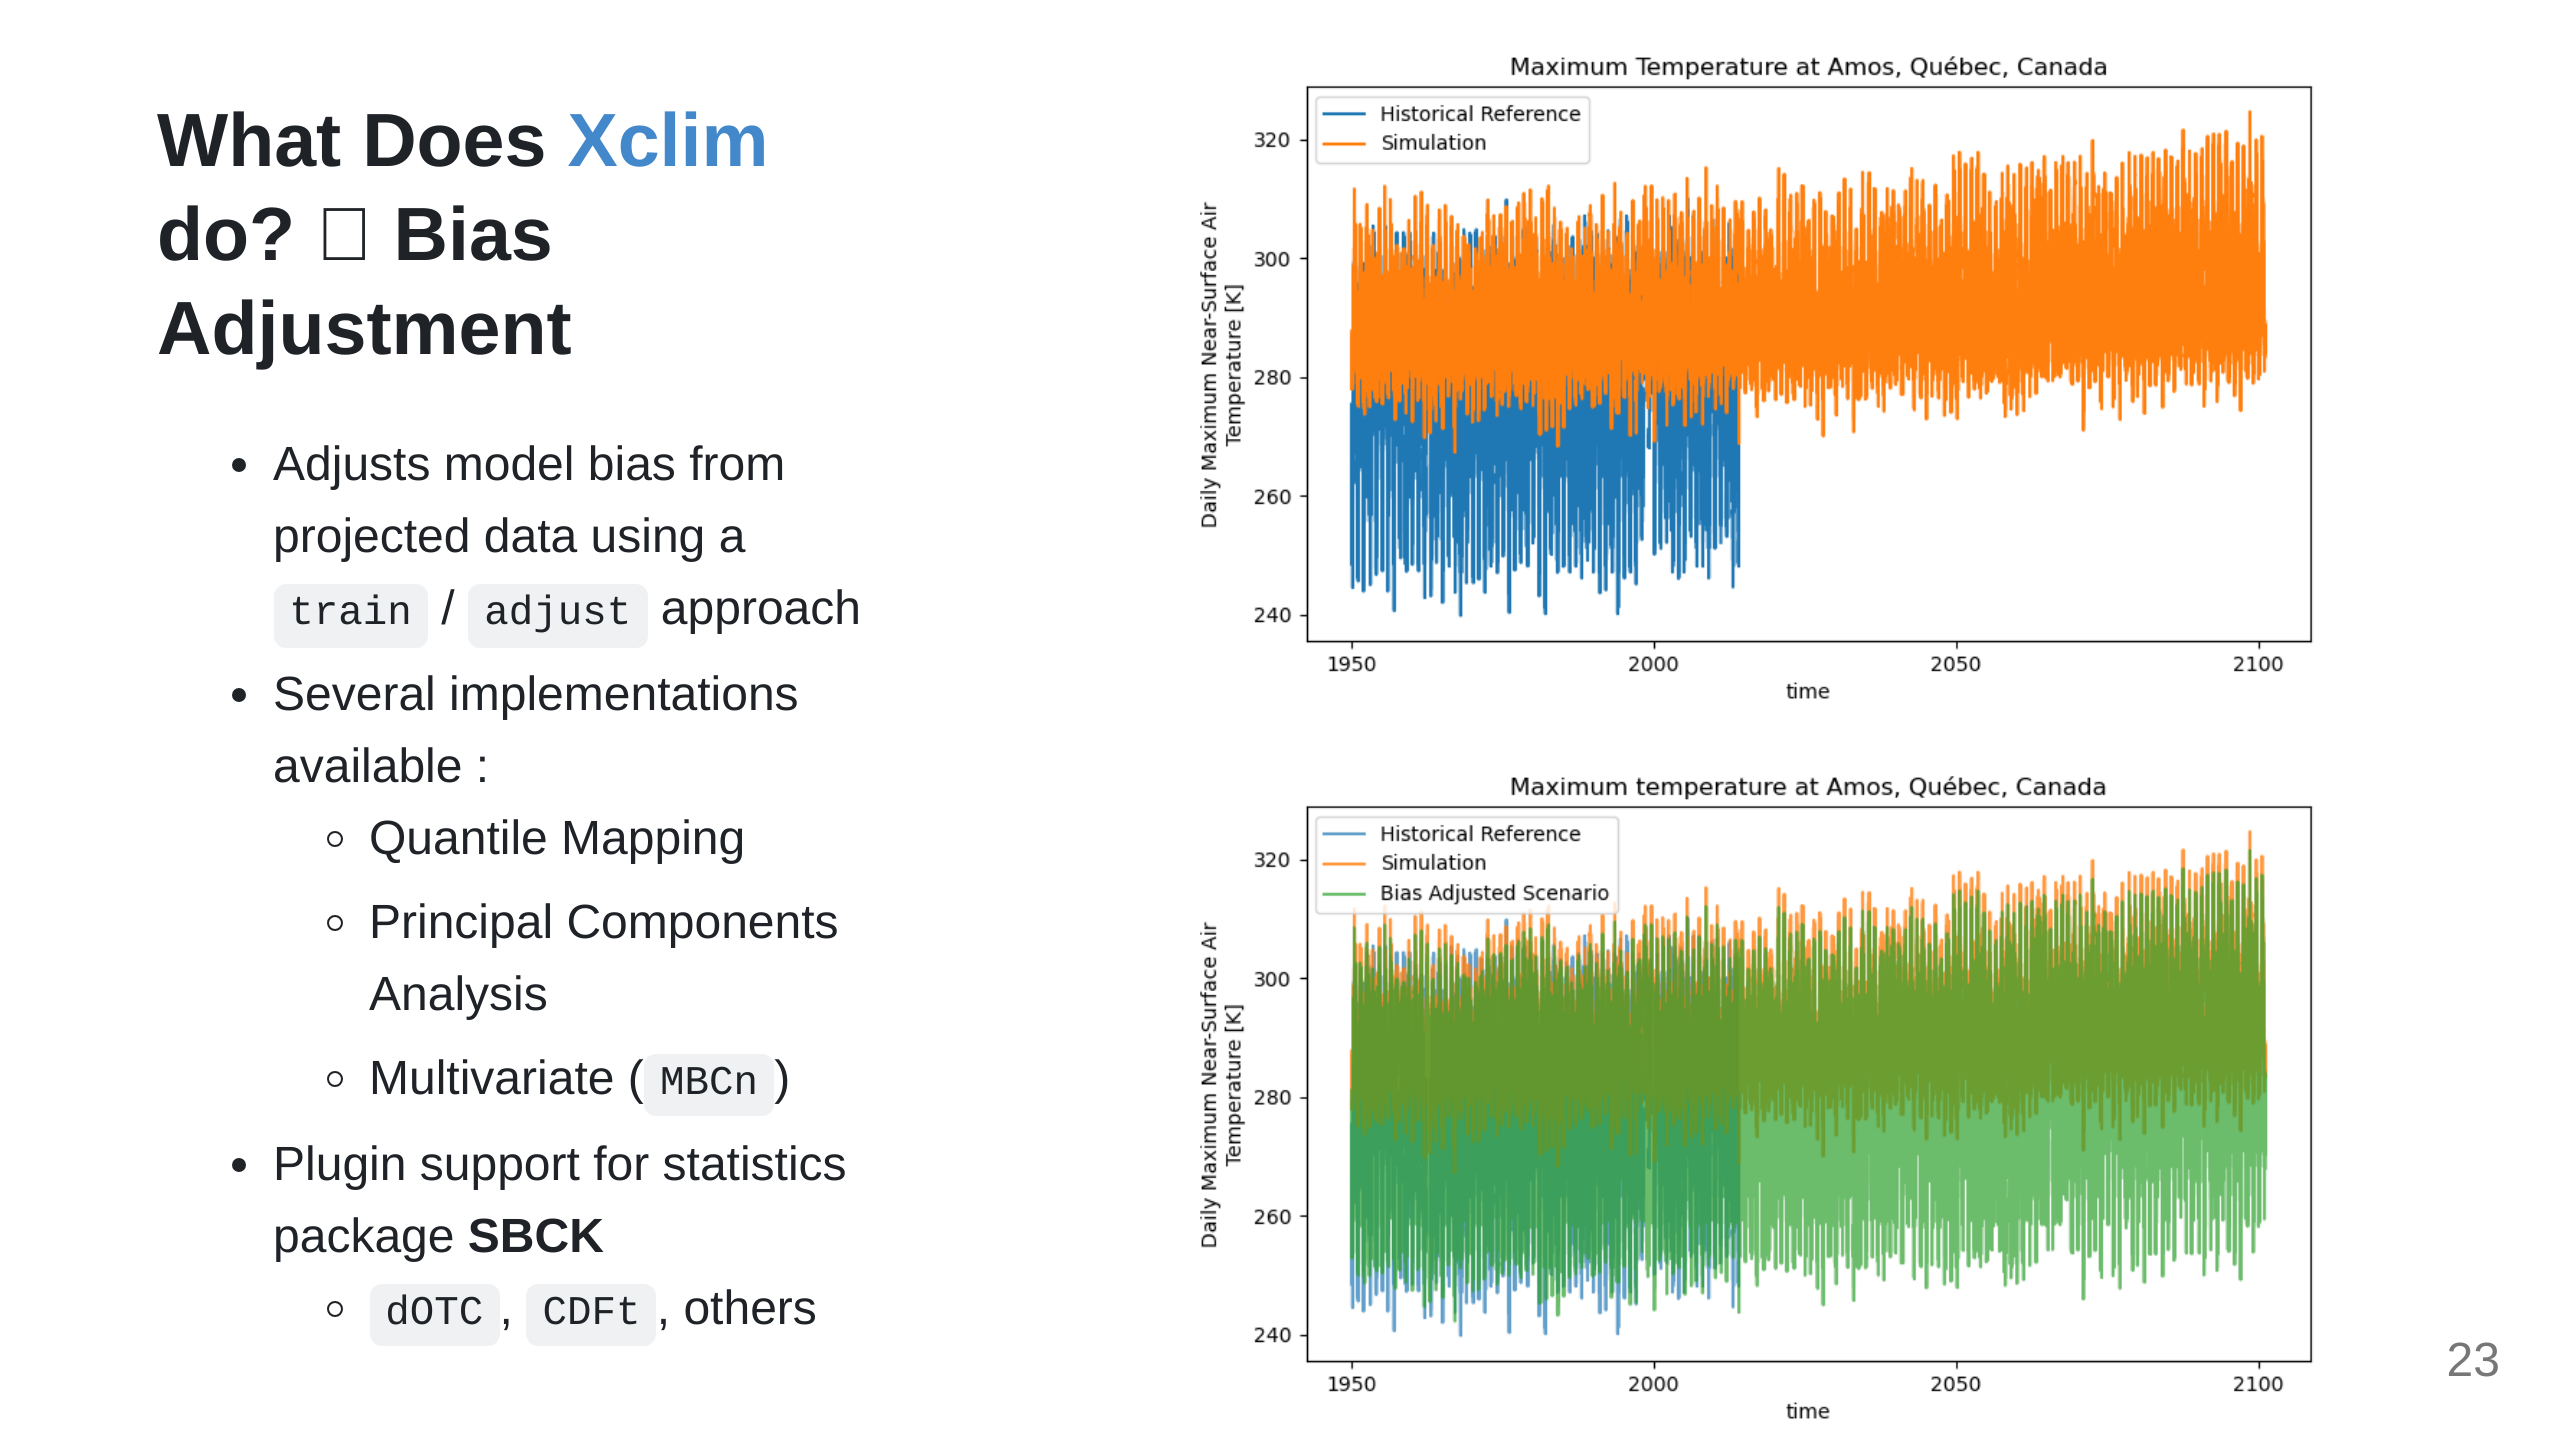 What Does Xclim
do? Bias
Adjustment
• Adjusts model bias from
projected data using a
train / adjust approach
• Several implementations
available :
◦ Quantile Mapping
◦ Principal Components
Analysis
◦ Multivariate ( MBCn )
• Plugin support for statistics
package SBCK
◦ dOTC , CDFt , others
Maximum Temperature at Amos, Québec, Canada
Historical Reference
Simulation
Daily Maximum Near-Surface Air
Temperature [K]
320
300
280
260
240
1950 2000 2050 2100
time
Maximum temperature at Amos, Québec, Canada
Historical Reference
Simulation
Bias Adjusted Scenario
Daily Maximum Near-Surface Air
Temperature [K]
320
300
280
260
240
1950 2000 2050 2100
time
23